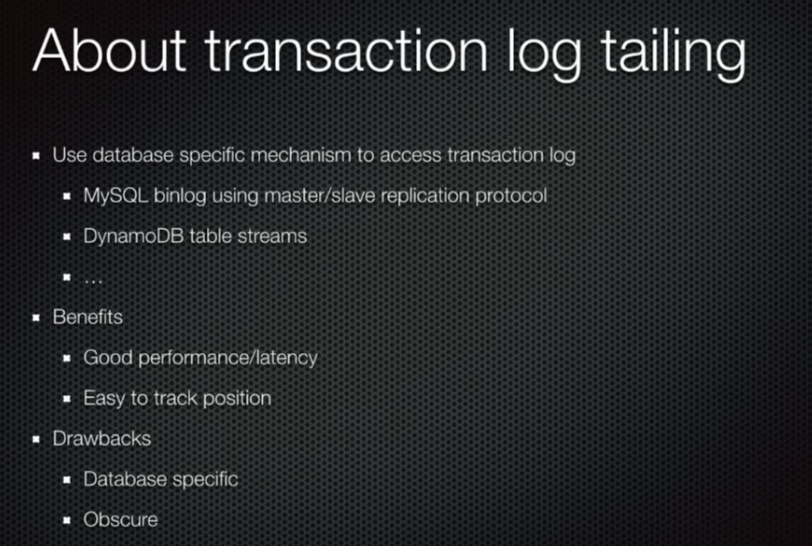 About transaction log tailing
Use database specific mechanism to access transaction log
MySQL binlog using master/slave replication protocol
DynamoDB table streams
...
Benefits
Good performance/latency
Easy to track position
Drawbacks
Database specific
Obscure